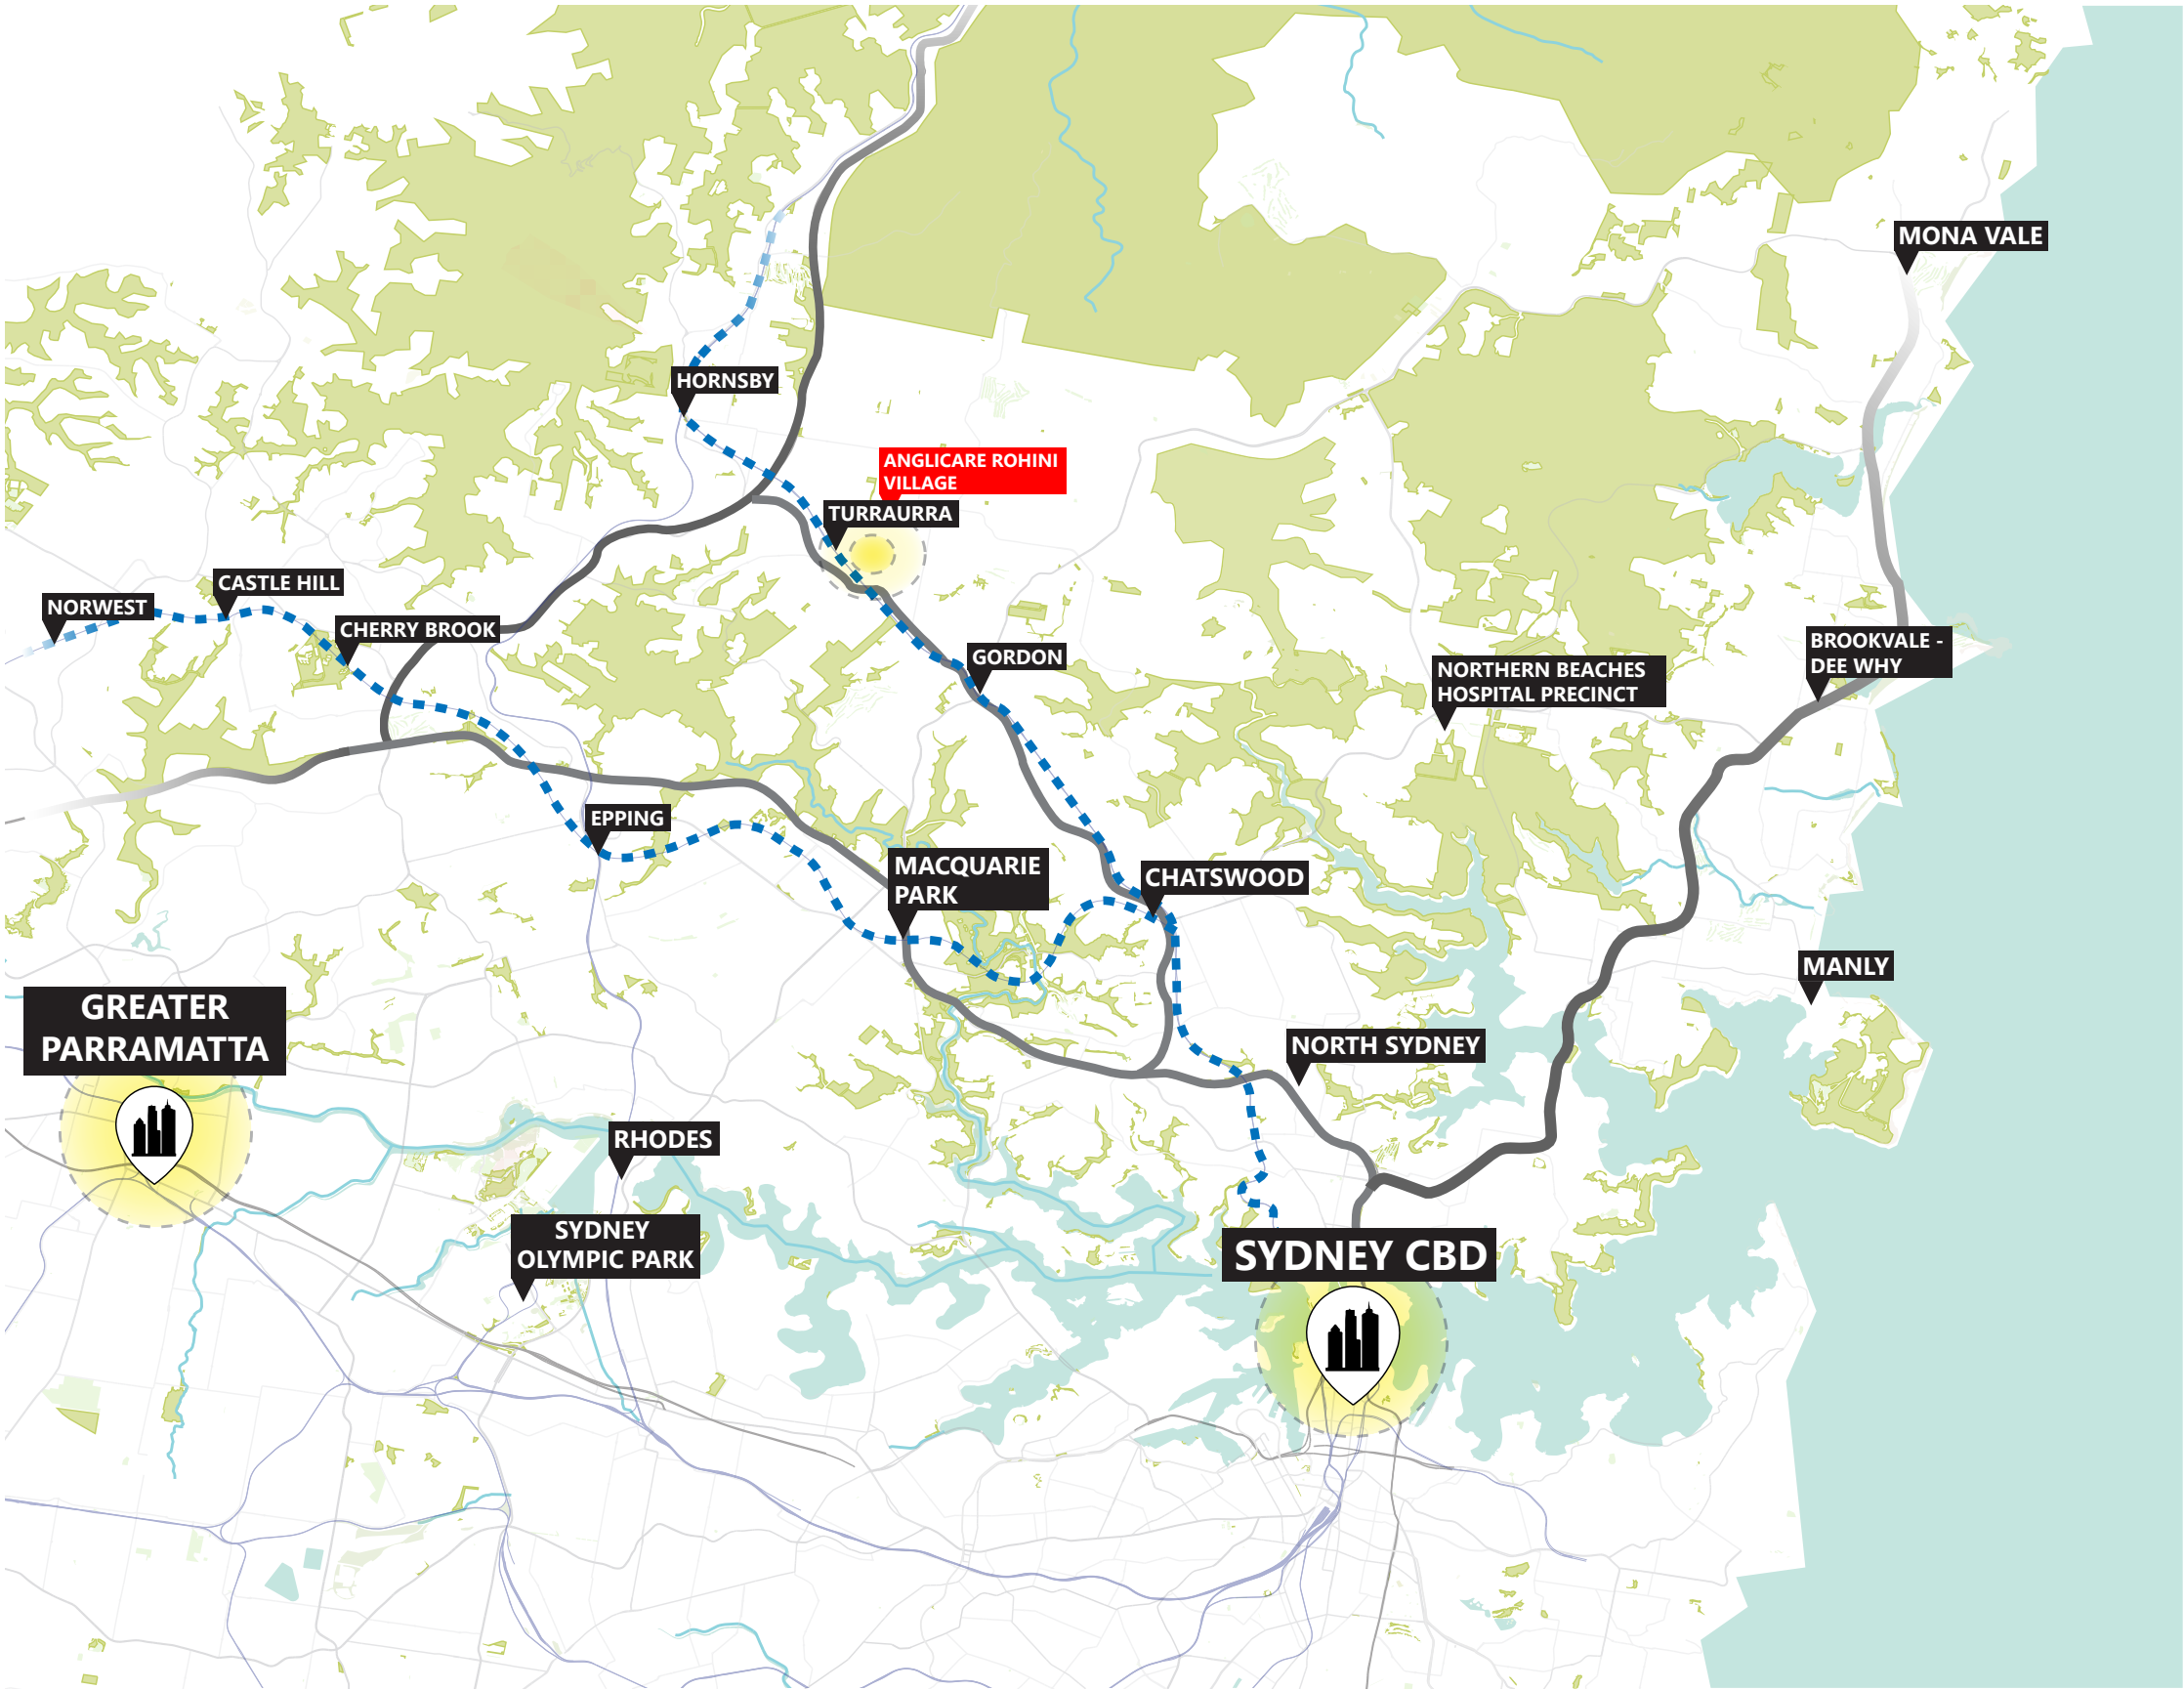 MONA VALE
HORNSBY
ANGLICARE ROHINI
VILLAGE
TURRAURRA
CASTLE HILL
NORWEST
CHERRY BROOK
GORDON
NORTHERN BEACHES
HOSPITAL PRECINCT
BROOKVALE -
DEE WHY
EPPING
MACQUARIE
PARK
CHATSWOOD
MANLY
GREATER
PARRAMATTA
NORTH SYDNEY
RHODES
SYDNEY
OLYMPIC PARK
SYDNEY CBD